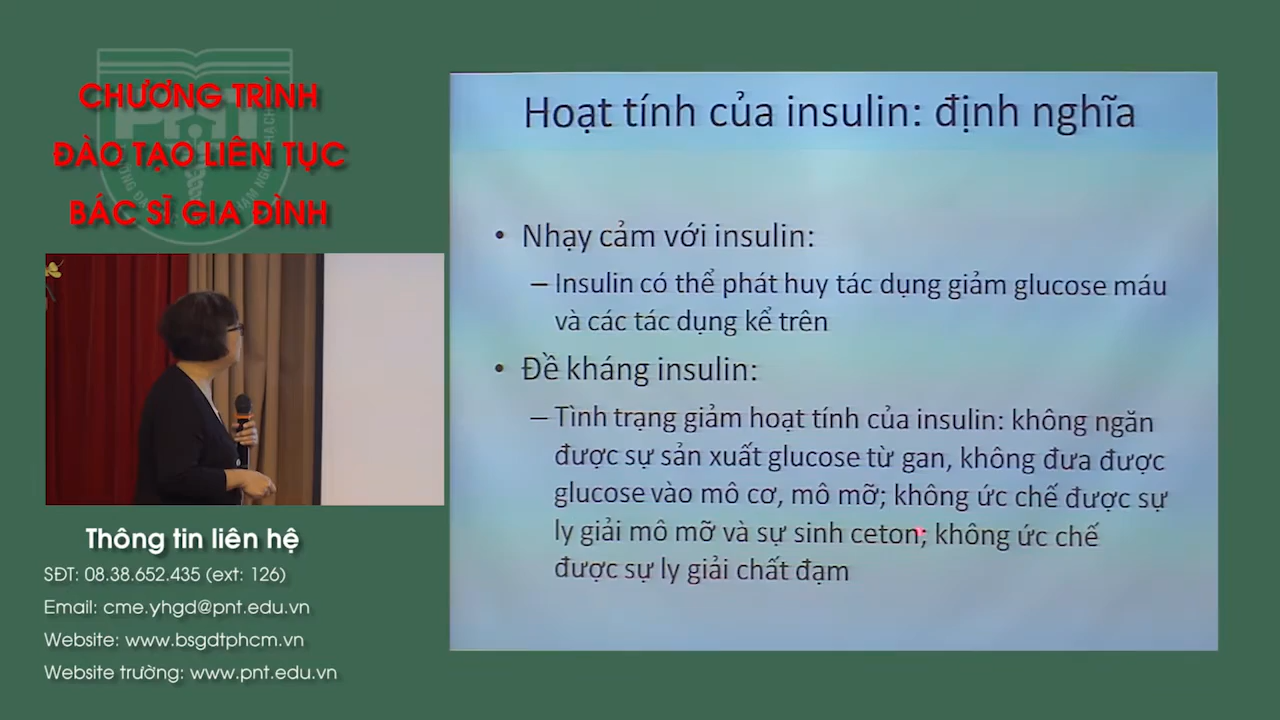 CHƯƠNG TRÌNH
ĐÀO TẠO LIÊN TỤC
BÁC SĨ GIA ĐÌNH
Thông tin liên hệ
SĐT: 08.38.652.435 (ext: 126)
Email: cme.yhgd@pnt.edu.vn
Website: www.bsgdtphcm.vn
Website trường: www.pnt.edu.vn
Hoạt tính của insulin: định nghĩa
• Nhạy cảm với insulin:
– Insulin có thể phát huy tác dụng giảm glucose máu
và các tác dụng kể trên
• Đề kháng insulin:
– Tình trạng giảm hoạt tính của insulin: không ngăn
được sự sản xuất glucose từ gan, không đưa được
glucose vào mô cơ, mô mỡ; không ức chế được sự
ly giải mô mỡ và sự sinh ceton; không ức chế
được sự ly giải chất đạm